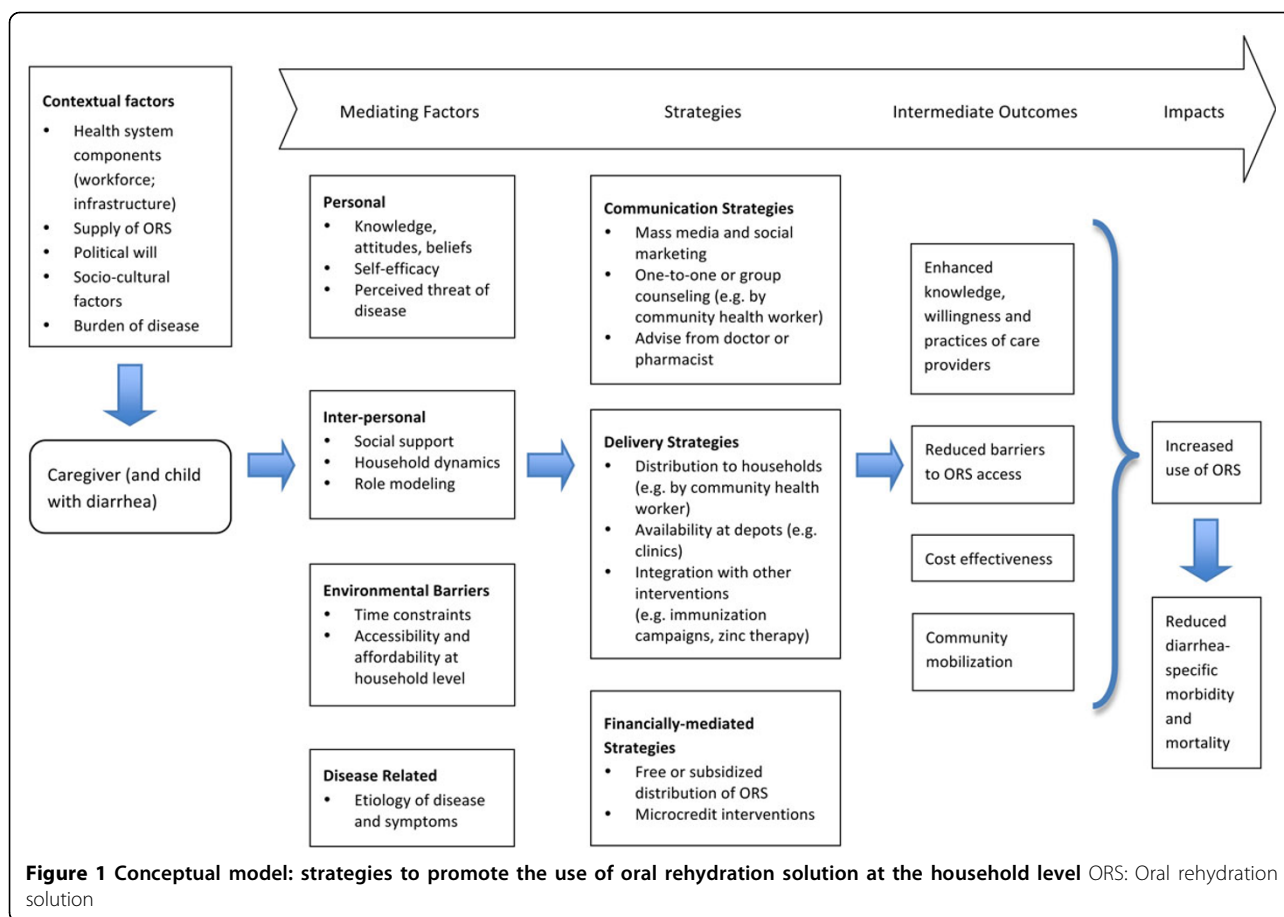 Contextual factors
• Health system
components
(workforce;
infrastructure)
• Supply of ORS
• Political will
• Socio-cultural
factors
• Burden of disease
Caregiver (and child
with diarrhea)
Mediating Factors
Strategies
Intermediate Outcomes
Impacts
Personal
• Knowledge,
attitudes, beliefs
• Self-efficacy
• Perceived threat of
disease
Inter-personal
• Social support
• Household dynamics
• Role modeling
Environmental Barriers
• Time constraints
• Accessibility and
affordability at
household level
Disease Related
• Etiology of disease
and symptoms
Communication Strategies
• Mass media and social
marketing
• One-to-one or group
counseling (e.g. by
community health worker)
• Advise from doctor or
pharmacist
Delivery Strategies
• Distribution to households
(e.g. by community health
worker)
• Availability at depots (e.g.
clinics)
• Integration with other
interventions
(e.g. immunization
campaigns, zinc therapy)
Financially-mediated
Strategies
• Free or subsidized
distribution of ORS
• Microcredit interventions
Enhanced
knowledge,
willingness and
practices of care
providers
Reduced barriers
to ORS access
Cost effectiveness
Community
mobilization
Increased
use of ORS
Reduced
diarrhea-
specific
morbidity
and
mortality
Figure 1 Conceptual model: strategies to promote the use of oral rehydration solution at the household level ORS: Oral rehydration
solution